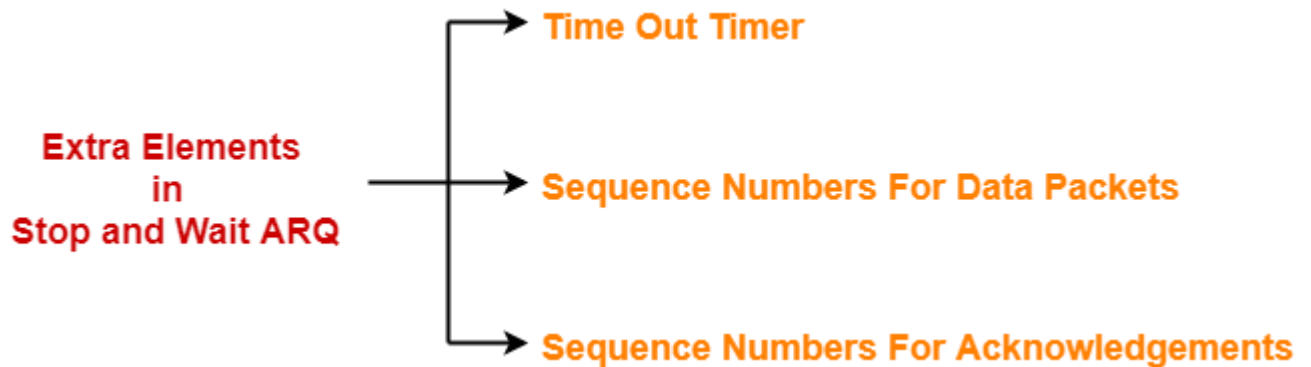 Extra Elements
in
Stop and Wait ARQ
Time Out Timer
Sequence Numbers For Data Packets
Sequence Numbers For Acknowledgements